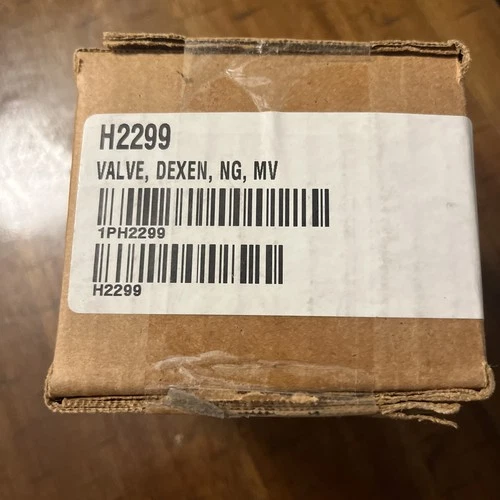 H2299
VALVE, DEXEN, NG, MV
1PH2299
H2299